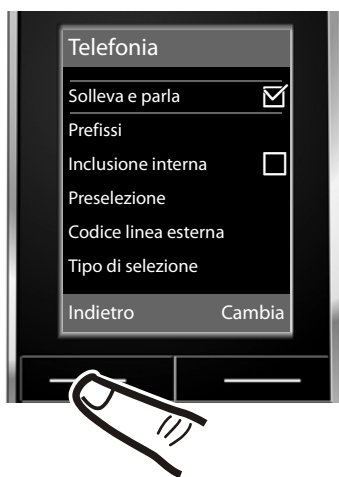 Telefonia
Solleva e parla
Prefissi
Inclusione interna
Preselezione
Codice linea esterna
Tipo di selezione
Indietro Cambia